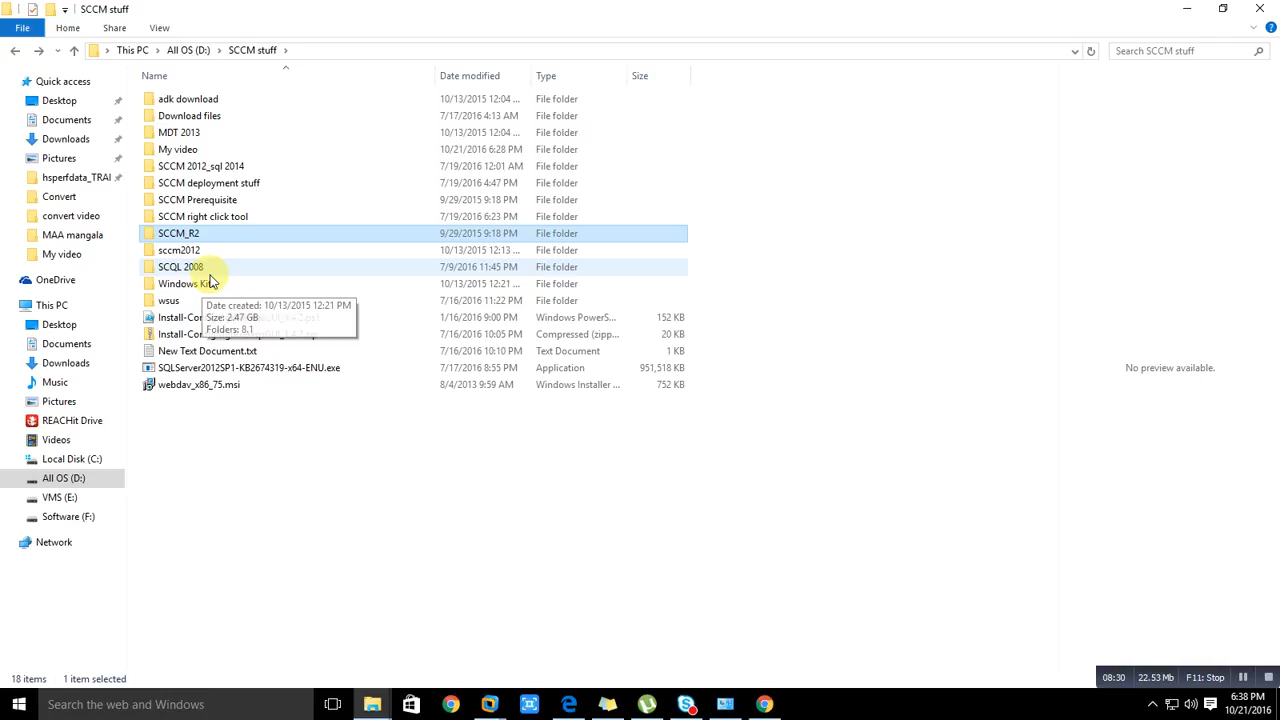 SCCM stuff
File Home Share View
This PC All OS (D:) SCCM stuff Search SCCM stuff
Name Date modified Type Size
Quick access
Desktop
Documents
Downloads
Pictures
hsperfdata_TRAI
Convert
convert video
MAA mangala
My video
OneDrive
This PC
Desktop
Documents
Downloads
Music
Pictures
REACHit Drive
Videos
Local Disk (C:)
All OS (D:)
VMS (E:)
Software (F:)
Network
adk download 10/13/2015 12:04 ... File folder
Download files 7/17/2016 4:13 AM File folder
MDT 2013 10/13/2015 12:04 ... File folder
My video 10/21/2016 6:28 PM File folder
SCCM 2012_sql 2014 7/19/2016 12:01 AM File folder
SCCM deployment stuff 7/19/2016 4:47 PM File folder
SCCM Prerequisite 9/29/2015 9:18 PM File folder
SCCM right click tool 7/19/2016 6:23 PM File folder
SCCM_R2 9/29/2015 9:18 PM File folder
sccm2012 10/13/2015 12:13 ... File folder
SCQL 2008 7/9/2016 11:45 PM File folder
Windows 10/13/2015 12:21 ... File folder
wsus 7/16/2016 11:22 PM File folder
1/16/2016 9:00 PM Windows PowerS... 152 KB
7/16/2016 10:05 PM Compressed (zipp... 20 KB
New Text Document.txt 7/16/2016 10:10 PM Text Document 1 KB
SQLServer2012SP1-KB2674319-x64-ENU.exe 7/17/2016 8:55 PM Application 951,518 KB
webdav_x86_75.msi 8/4/2013 9:59 AM Windows Installer ... 752 KB
Date created: 10/13/2015 12:21 PM
Size: 2.47 GB
Folders: 8.1
No preview available.
18 items 1 item selected
08:30 22.53 Mb F11: Stop
Search the web and Windows
6:38 PM
10/21/2016